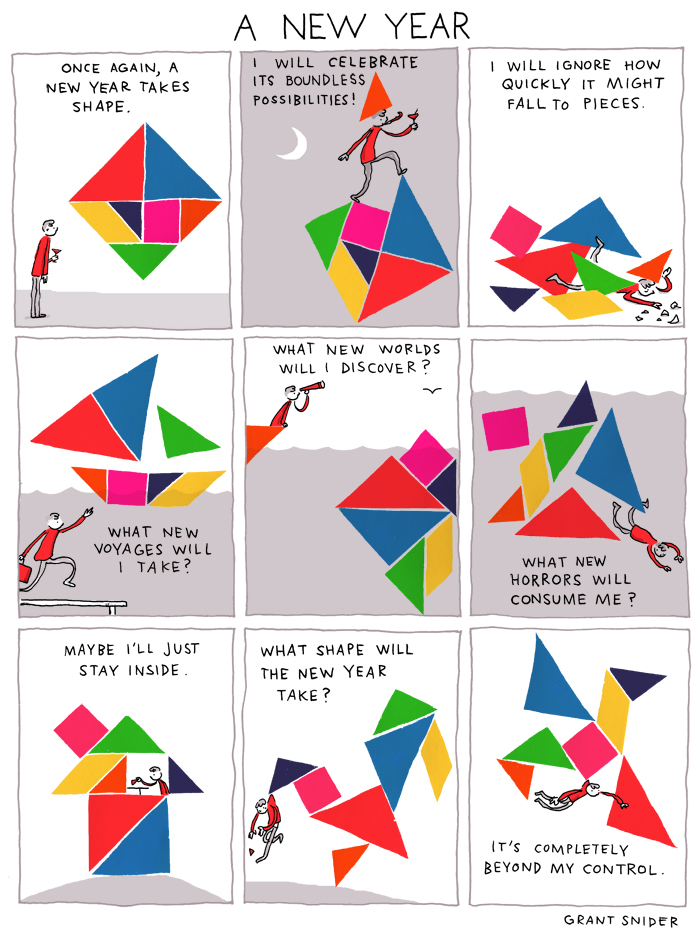 A NEW YEAR
ONCE AGAIN, A
NEW YEAR TAKES
SHAPE.
I WILL CELEBRATE
ITS BOUNDLESS
POSSIBILITIES!
I WILL IGNORE HOW
QUICKLY IT MIGHT
FALL TO PIECES.
WHAT NEW
VOYAGES WILL
I TAKE?
WHAT NEW WORLDS
WILL I DISCOVER?
WHAT NEW
HORRORS WILL
CONSUME ME?
MAYBE I'LL JUST
STAY INSIDE.
WHAT SHAPE WILL
THE NEW YEAR
TAKE?
IT'S COMPLETELY
BEYOND MY CONTROL.
GRANT SNIDER